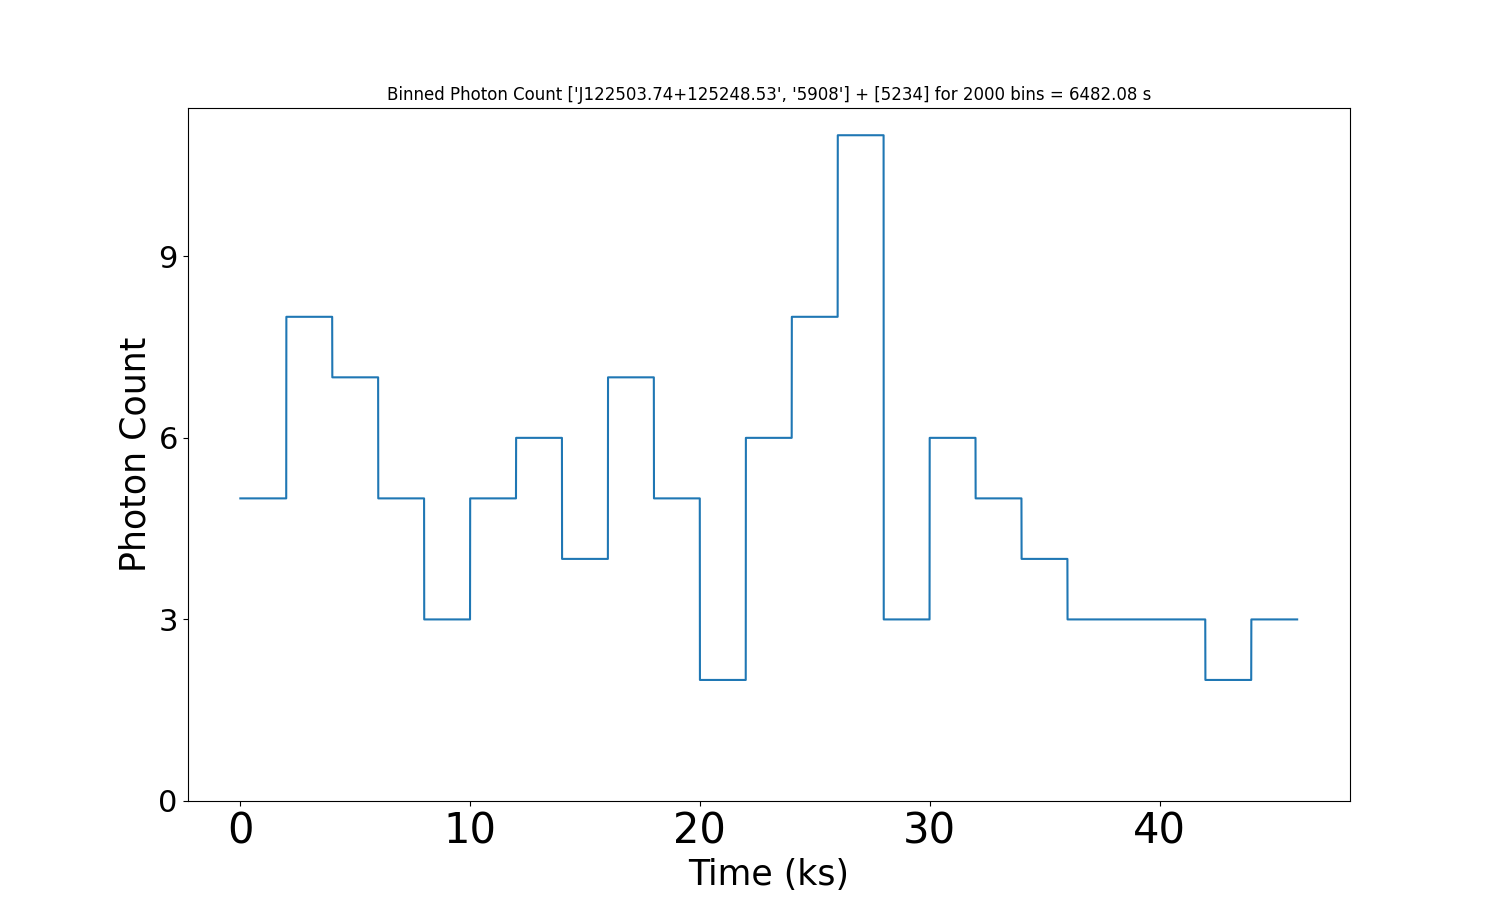 Binned Photon Count ['J122503.74+125248.53', '5908'] + [5234] for 2000 bins = 6482.08 s
Photon Count
9
6
3
0
0 10 20 30 40
Time (ks)